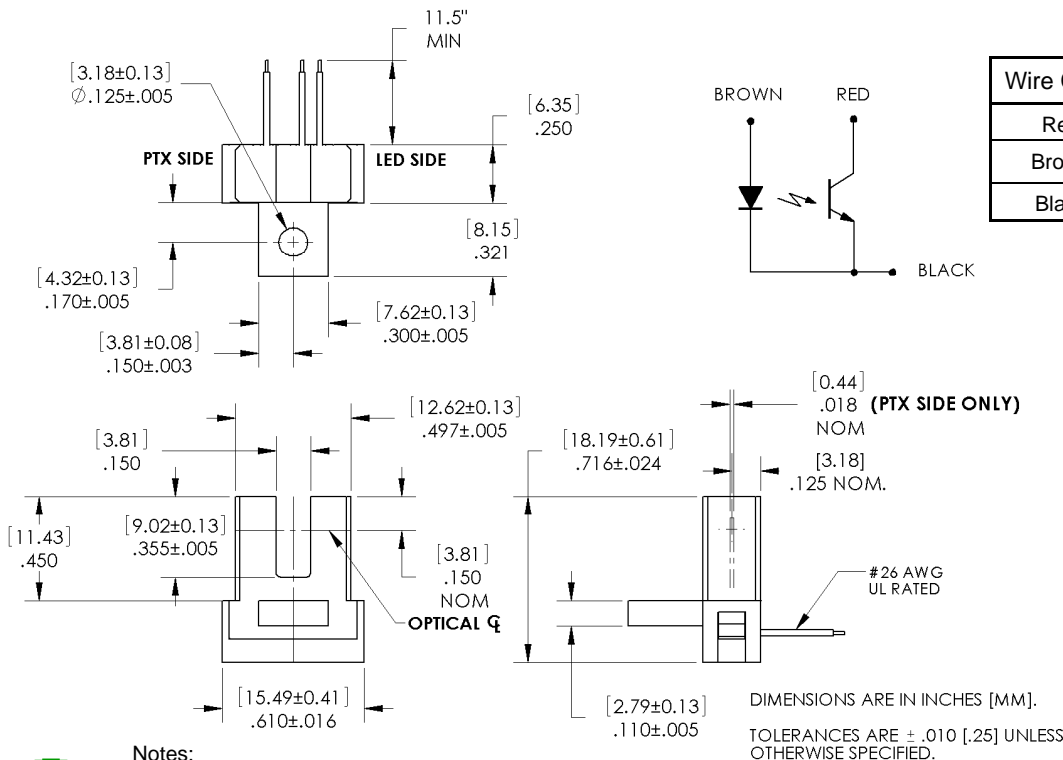 11.5"
MIN
[3.18±0.13]
Ø.125±.005
[6.35]
.250
PTX SIDE
LED SIDE
[8.15]
.321
[4.32±0.13]
.170±.005
[7.62±0.13]
.300±.005
[3.81±0.08]
.150±.003
BROWN
RED
BLACK
Wire
Re
Bro
Bla
[12.62±0.13]
.497±.005
[3.81]
.150
[9.02±0.13]
.355±.005
[11.43]
.450
[3.81]
.150
NOM
OPTICAL ℄
[15.49±0.41]
.610±.016
[0.44]
.018 (PTX SIDE ONLY)
NOM
[18.19±0.61]
.716±.024
[3.18]
.125 NOM.
#26 AWG
UL RATED
[2.79±0.13]
.110±.005
DIMENSIONS ARE IN INCHES [MM].
TOLERANCES ARE ± .010 [.25] UNLESS
OTHERWISE SPECIFIED.
Notes: